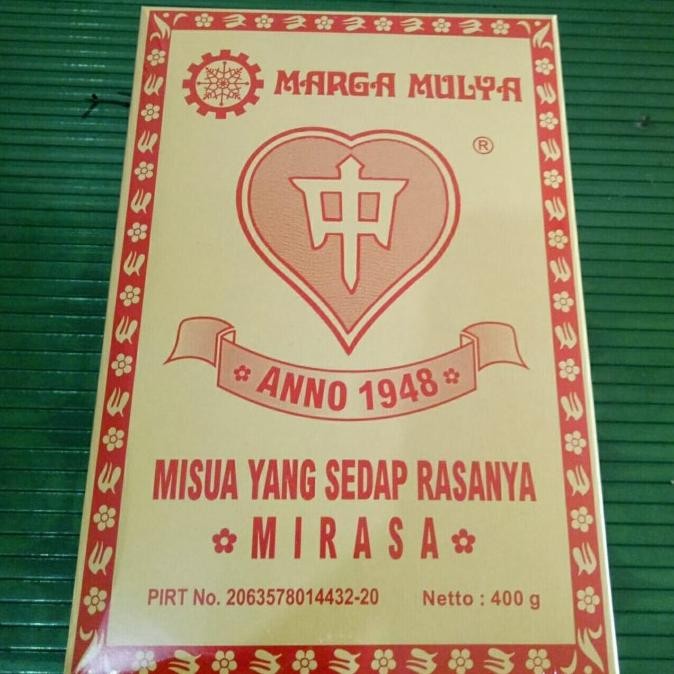 MARGA MULYA
®
中
ANNO 1948
MISUA YANG SEDAP RASANYA
MIRASA
PIRT No. 2063578014432-20 Netto : 400 g